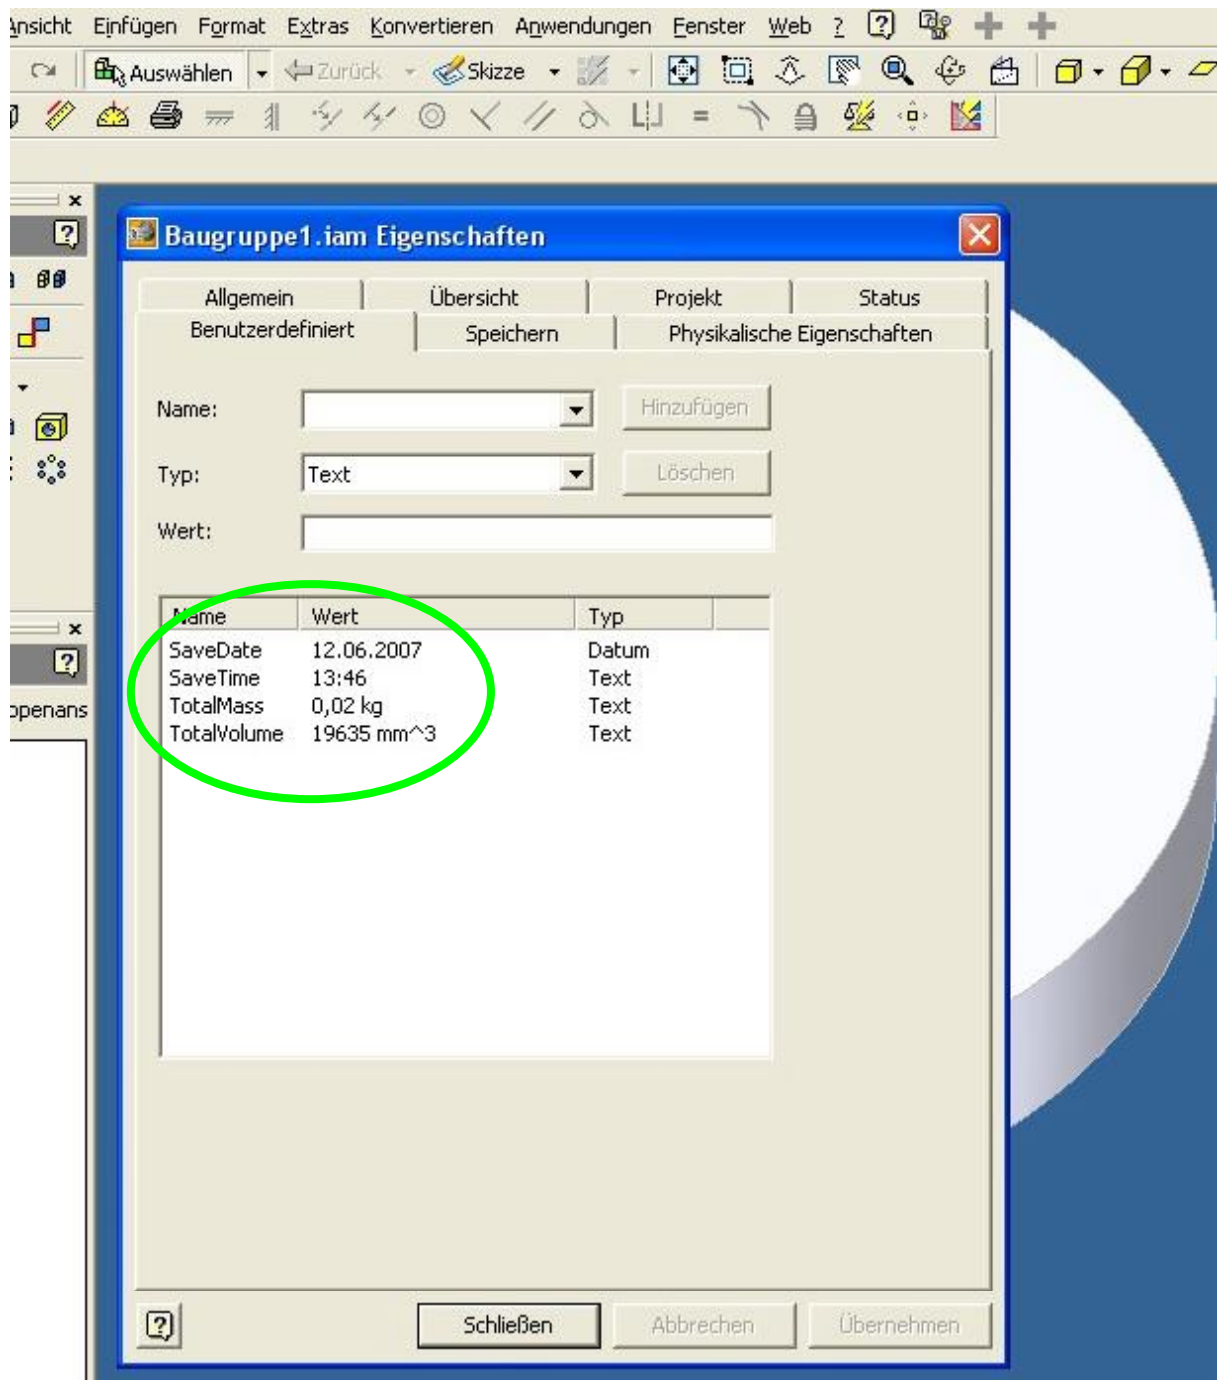 Ansicht Einfügen Format Extras Konvertieren Anwendungen Fenster Web ?
Auswählen Zurück Skizze
Baugruppe1.iam Eigenschaften
Allgemein Übersicht Projekt Status
Benutzerdefiniert Speichern Physikalische Eigenschaften
Name: Hinzufügen
Typ: Text Löschen
Wert:
Name Wert Typ
SaveDate 12.06.2007 Datum
SaveTime 13:46 Text
TotalMass 0,02 kg Text
TotalVolume 19635 mm^3 Text
Schließen Abbrechen Übernehmen